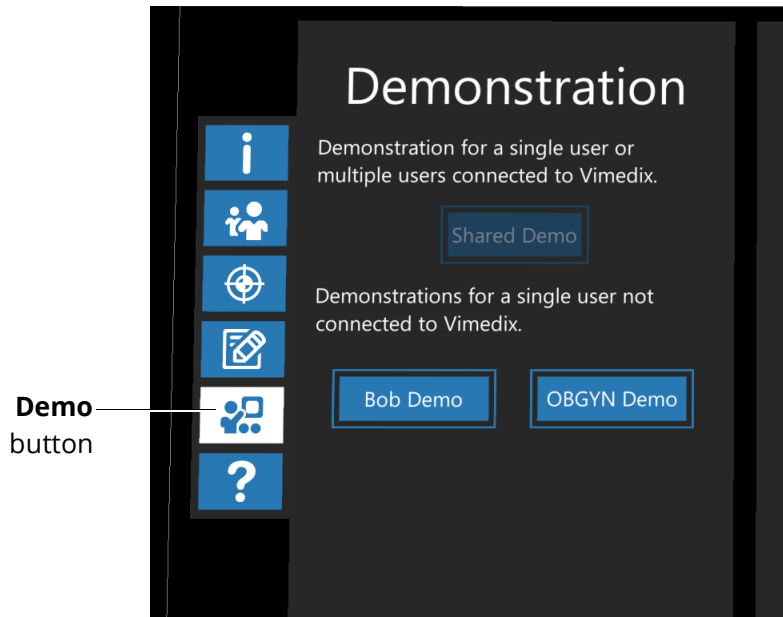 Demonstration
Demonstration for a single user or
multiple users connected to Vimedix.
Shared Demo
Demonstrations for a single user not
connected to Vimedix.
Bob Demo
OBGYN Demo
Demo
button
i
?